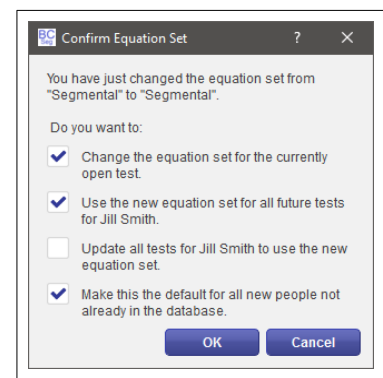 BC
Seg
Confirm Equation Set ? ×
You have just changed the equation set from
"Segmental" to "Segmental".
Do you want to:
Change the equation set for the currently
open test.
Use the new equation set for all future tests
for Jill Smith.
Update all tests for Jill Smith to use the new
equation set.
Make this the default for all new people not
already in the database.
OK Cancel